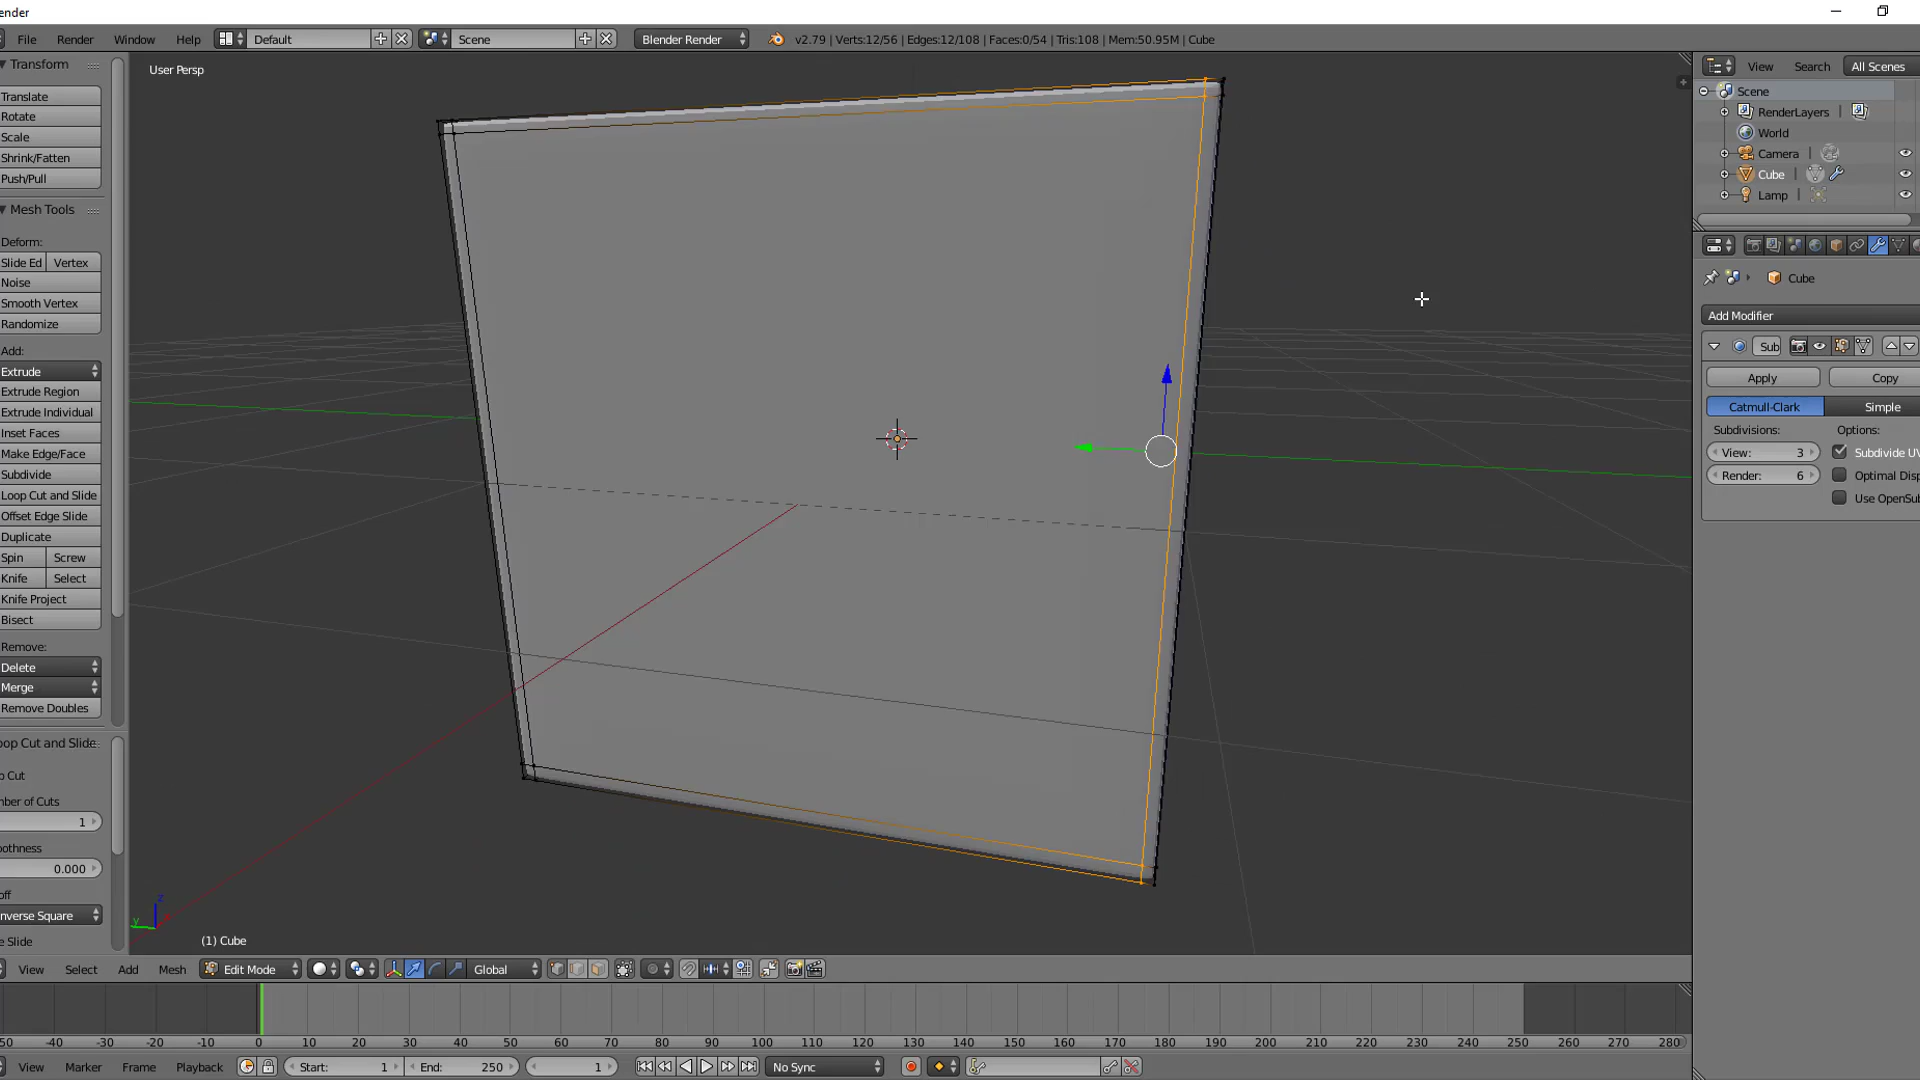 ender
File Render Window Help Default Scene Blender Render v2.79 | Verts:12/56 | Edges:12/108 | Faces:0/54 | Tris:108 | Mem:50.95M | Cube
Transform
Translate
Rotate
Scale
Shrink/Fatten
Push/Pull
Mesh Tools
Deform:
Slide Ed Vertex
Noise
Smooth Vertex
Randomize
Add:
Extrude
Extrude Region
Extrude Individual
Inset Faces
Make Edge/Face
Subdivide
Loop Cut and Slide
Offset Edge Slide
Duplicate
Spin Screw
Knife Select
Knife Project
Bisect
Remove:
Delete
Merge
Remove Doubles
oop Cut and Slide
o Cut
nber of Cuts
1
oothness
0.000
off
nverse Square
e Slide
User Persp
z
y
(1) Cube
View Search All Scenes
Scene
RenderLayers |
World
Camera |
Cube |
Lamp |
Cube
Add Modifier
Sub
Apply Copy
Catmull-Clark Simple
Subdivisions: Options:
View: 3 Subdivide UV
Render: 6 Optimal Disp
Use OpenSub
View Select Add Mesh Edit Mode Global
50 -40 -30 -20 -10 0 10 20 30 40 50 60 70 80 90 100 110 120 130 140 150 160 170 180 190 200 210 220 230 240 250 260 270 280
View Marker Frame Playback Start: 1 End: 250 1 No Sync